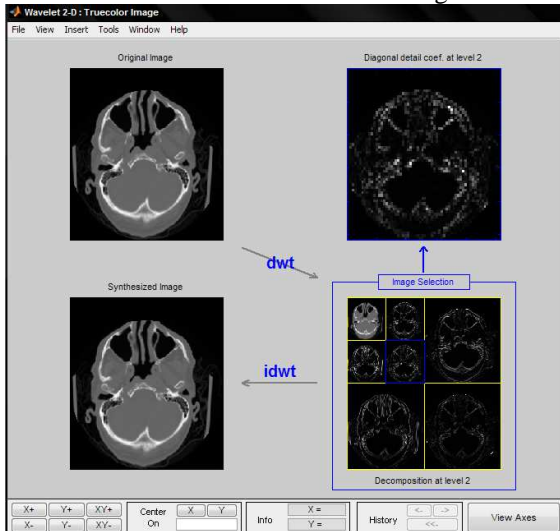 Wavelet 2-D : Truecolor Image
File View Insert Tools Window Help
Original Image
Diagonal detail coef. at level 2
dwt
Image Selection
Synthesized Image
idwt
Decomposition at level 2
X+ Y+ XY+
X- Y- XY-
Center On
X Y
Info
X =
Y =
History
<- ->
<<-
View Axes